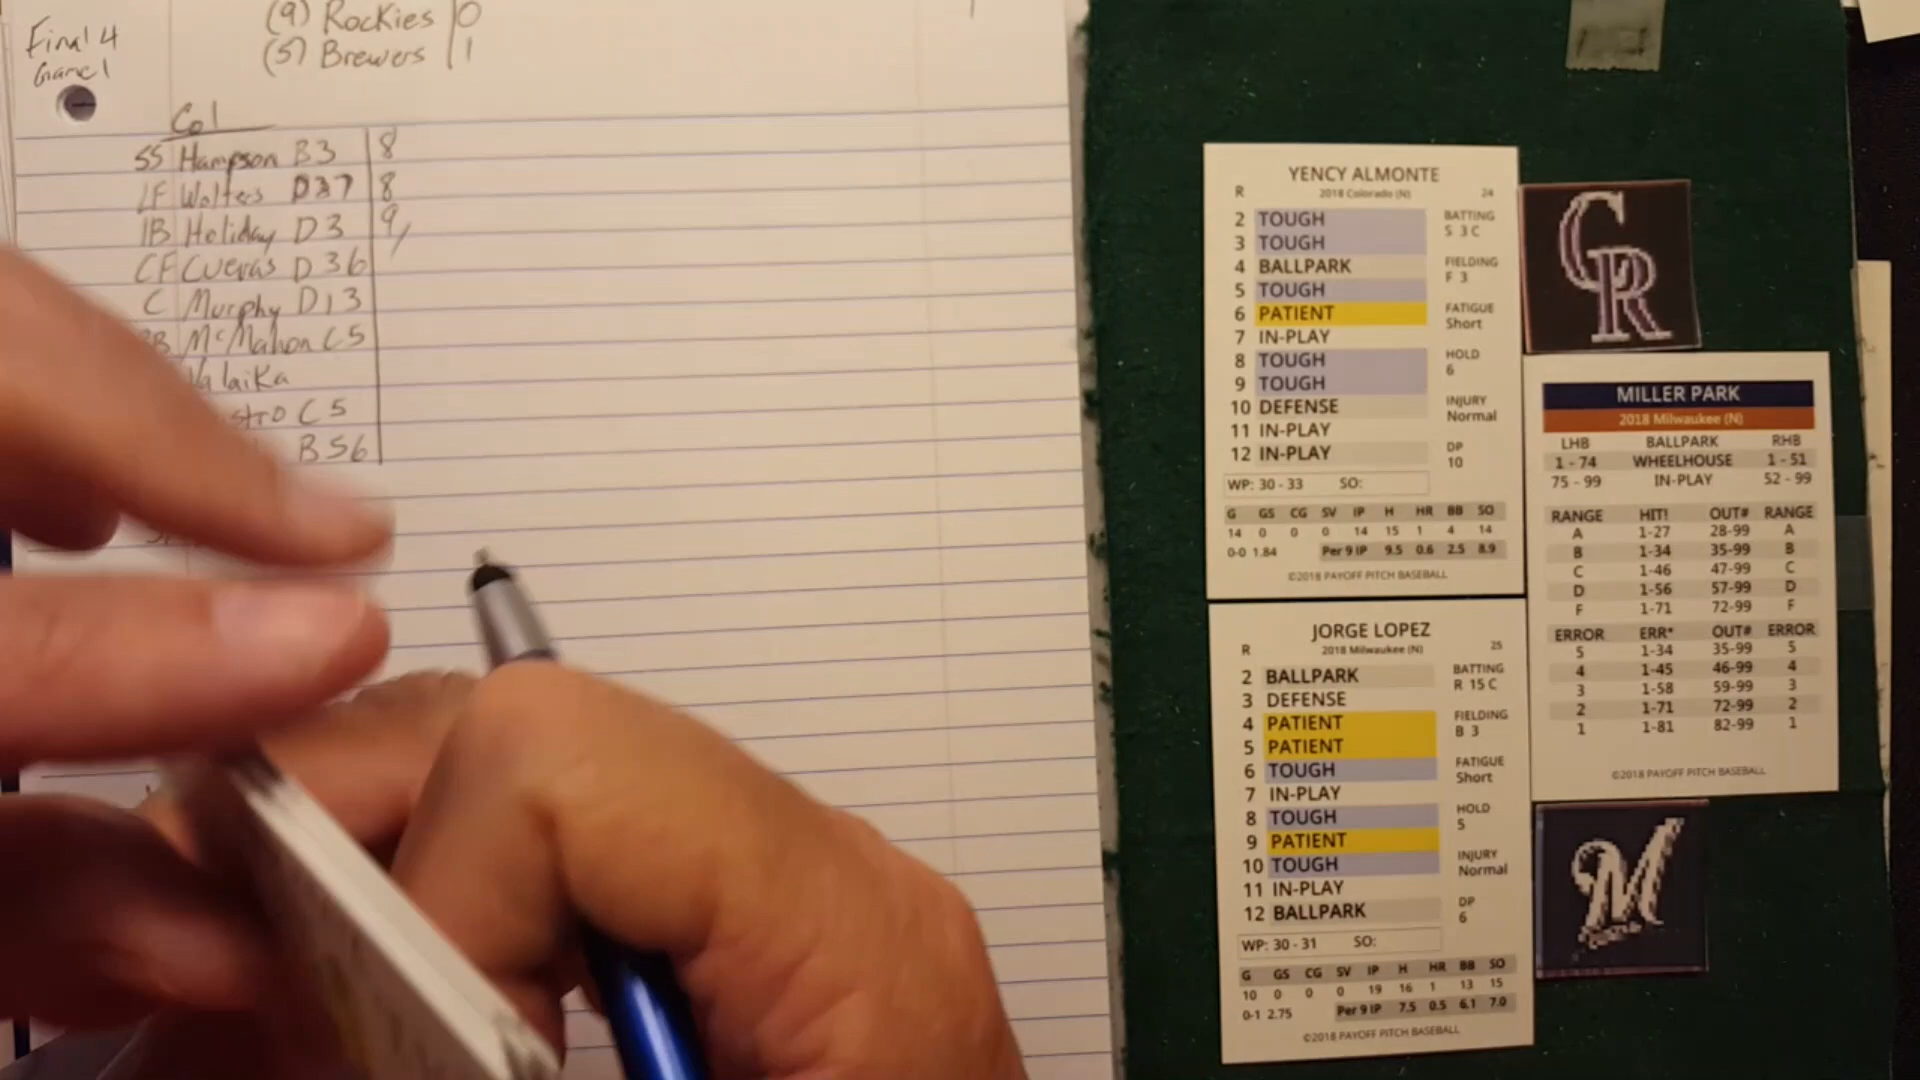 Final 4
Game 1
(9) Rockies | 0
(5) Brewers | 1
Col
SS Hampson B3 8
LF Wolters D37 8
1B Holiday D3 9
CF Cuevas D36
C Murphy D13
McMahon C5
Valaika
stro C5
B56
YENCY ALMONTE
R 2018 Colorado (N) 24
2 TOUGH
3 TOUGH
4 BALLPARK
5 TOUGH
6 PATIENT
7 IN-PLAY
8 TOUGH
9 TOUGH
10 DEFENSE
11 IN-PLAY
12 IN-PLAY
BATTING
S 3 C
FIELDING
F 3
FATIGUE
Short
HOLD
6
INJURY
Normal
DP
10
WP: 30 - 33 SO:
G GS CG SV IP H HR BB SO
14 0 0 0 14 15 1 4 14
0-0 1.84 Per 9 IP 9.5 0.6 2.5 8.9
©2018 PAYOFF PITCH BASEBALL
CR
MILLER PARK
2018 Milwaukee (N)
LHB BALLPARK RHB
1 - 74 WHEELHOUSE 1 - 51
75 - 99 IN-PLAY 52 - 99
RANGE HIT! OUT# RANGE
A 1-27 28-99 A
B 1-34 35-99 B
C 1-46 47-99 C
D 1-56 57-99 D
F 1-71 72-99 F
ERROR ERR* OUT# ERROR
5 1-34 35-99 5
4 1-45 46-99 4
3 1-58 59-99 3
2 1-71 72-99 2
1 1-81 82-99 1
©2018 PAYOFF PITCH BASEBALL
JORGE LOPEZ
R 2018 Milwaukee (N) 25
2 BALLPARK
3 DEFENSE
4 PATIENT
5 PATIENT
6 TOUGH
7 IN-PLAY
8 TOUGH
9 PATIENT
10 TOUGH
11 IN-PLAY
12 BALLPARK
BATTING
R 15 C
FIELDING
B 3
FATIGUE
Short
HOLD
5
INJURY
Normal
DP
6
WP: 30 - 31 SO:
G GS CG SV IP H HR BB SO
10 0 0 0 19 16 1 13 15
0-1 2.75 Per 9 IP 7.5 0.5 6.1 7.0
©2018 PAYOFF PITCH BASEBALL
M